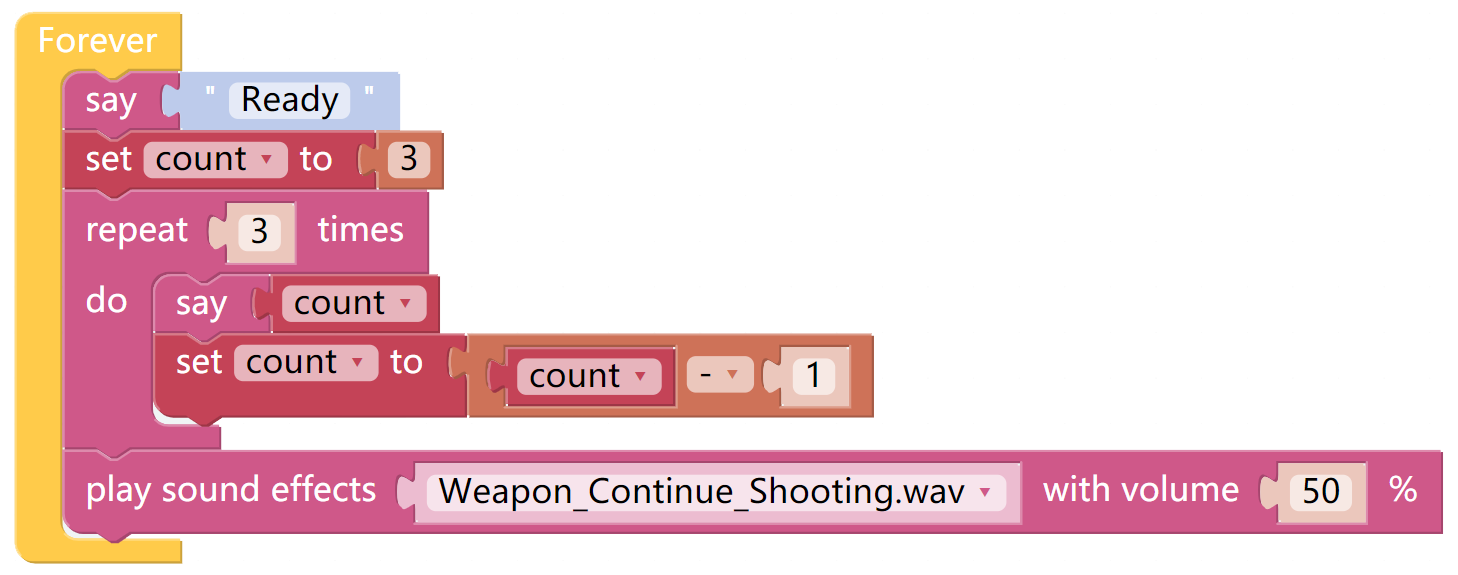 Forever
say " Ready "
set count ▾ to 3
repeat 3 times
do say count ▾
set count ▾ to count ▾ - ▾ 1
play sound effects Weapon_Continue_Shooting.wav ▾ with volume 50 %